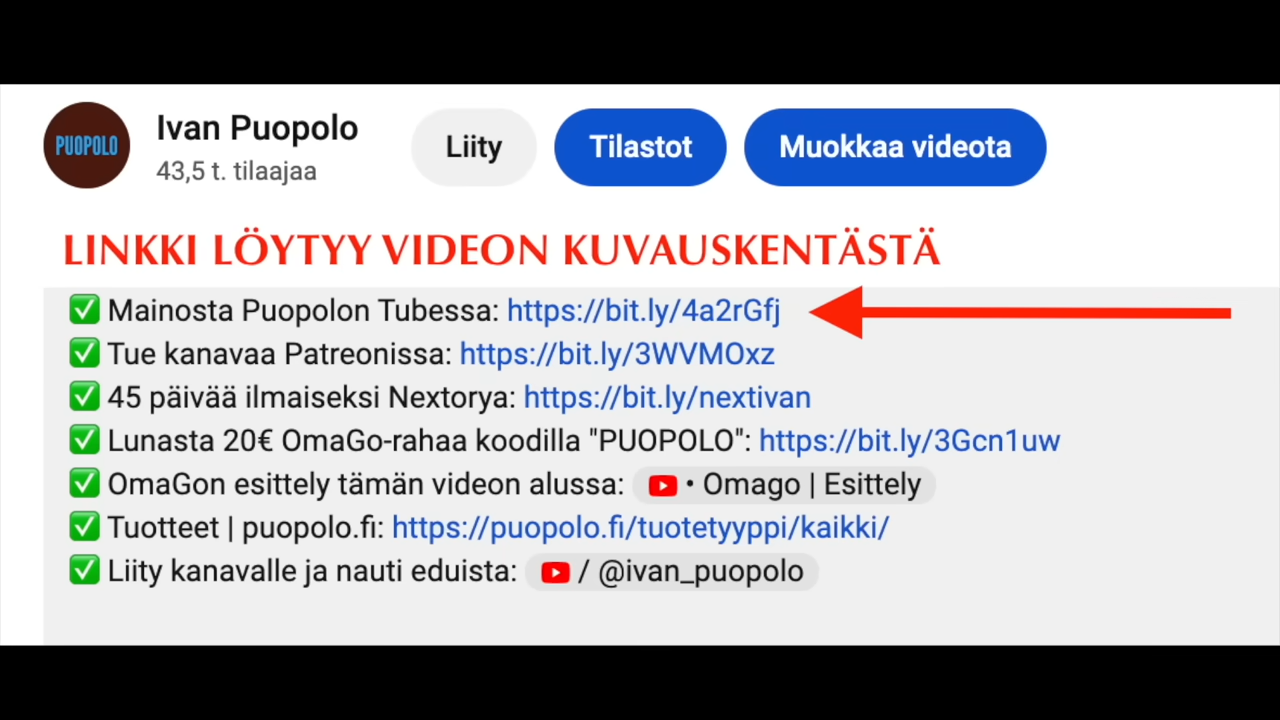 PUOPOLO
Ivan Puopolo
43,5 t. tilaajaa
Liity
Tilastot
Muokkaa videota
LINKKI LÖYTYY VIDEON KUVAUSKENTÄSTÄ
✅ Mainosta Puopolon Tubessa: https://bit.ly/4a2rGfj
✅ Tue kanavaa Patreonissa: https://bit.ly/3WVMOxz
✅ 45 päivää ilmaiseksi Nextorya: https://bit.ly/nextivan
✅ Lunasta 20€ OmaGo-rahaa koodilla "PUOPOLO": https://bit.ly/3Gcn1uw
✅ OmaGon esittely tämän videon alussa: • Omago | Esittely
✅ Tuotteet | puopolo.fi: https://puopolo.fi/tuotetyyppi/kaikki/
✅ Liity kanavalle ja nauti eduista: / @ivan_puopolo